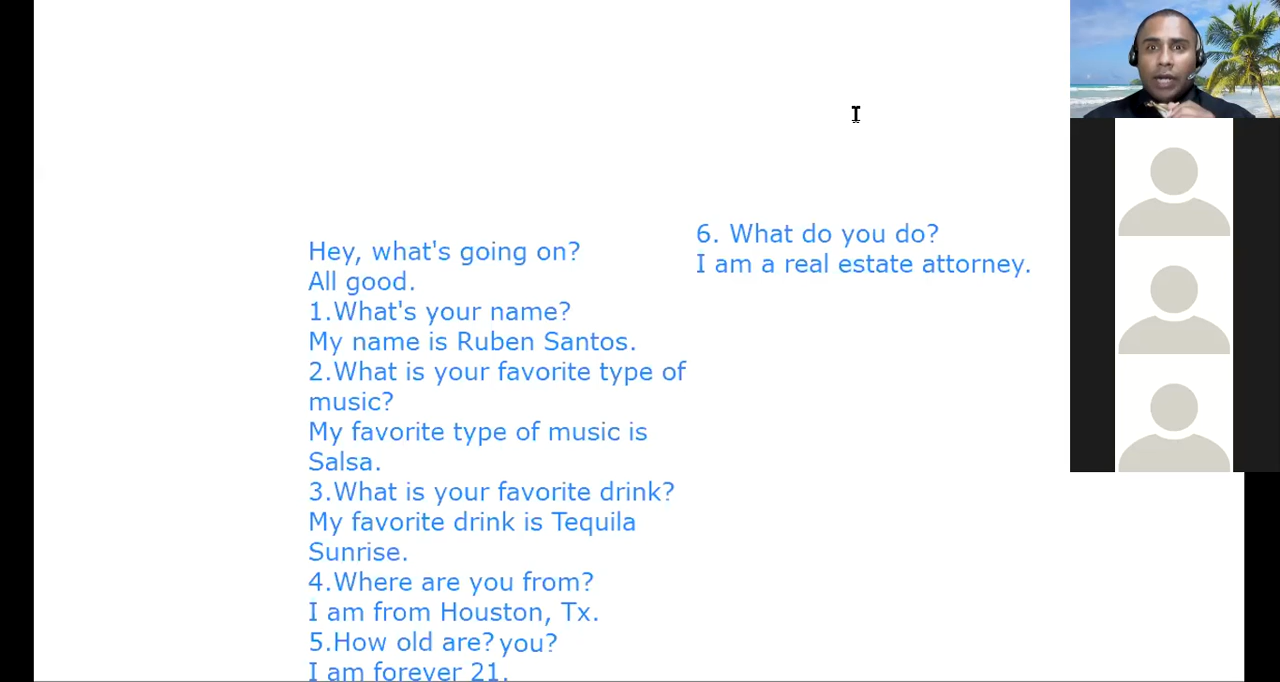 Hey, what's going on?
All good.
1.What's your name?
My name is Ruben Santos.
2.What is your favorite type of
music?
My favorite type of music is
Salsa.
3.What is your favorite drink?
My favorite drink is Tequila
Sunrise.
4.Where are you from?
I am from Houston, Tx.
5.How old are? you?
I am forever 21.
6. What do you do?
I am a real estate attorney.